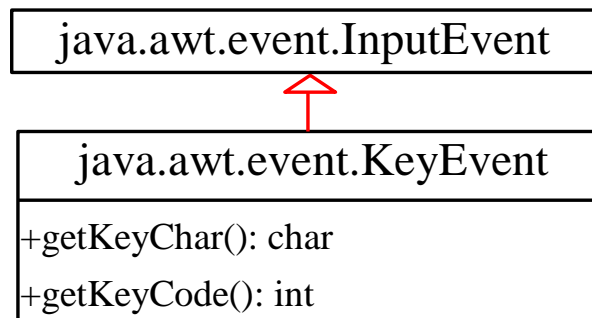 java.awt.event.InputEvent
java.awt.event.KeyEvent
+getKeyChar(): char
+getKeyCode(): int